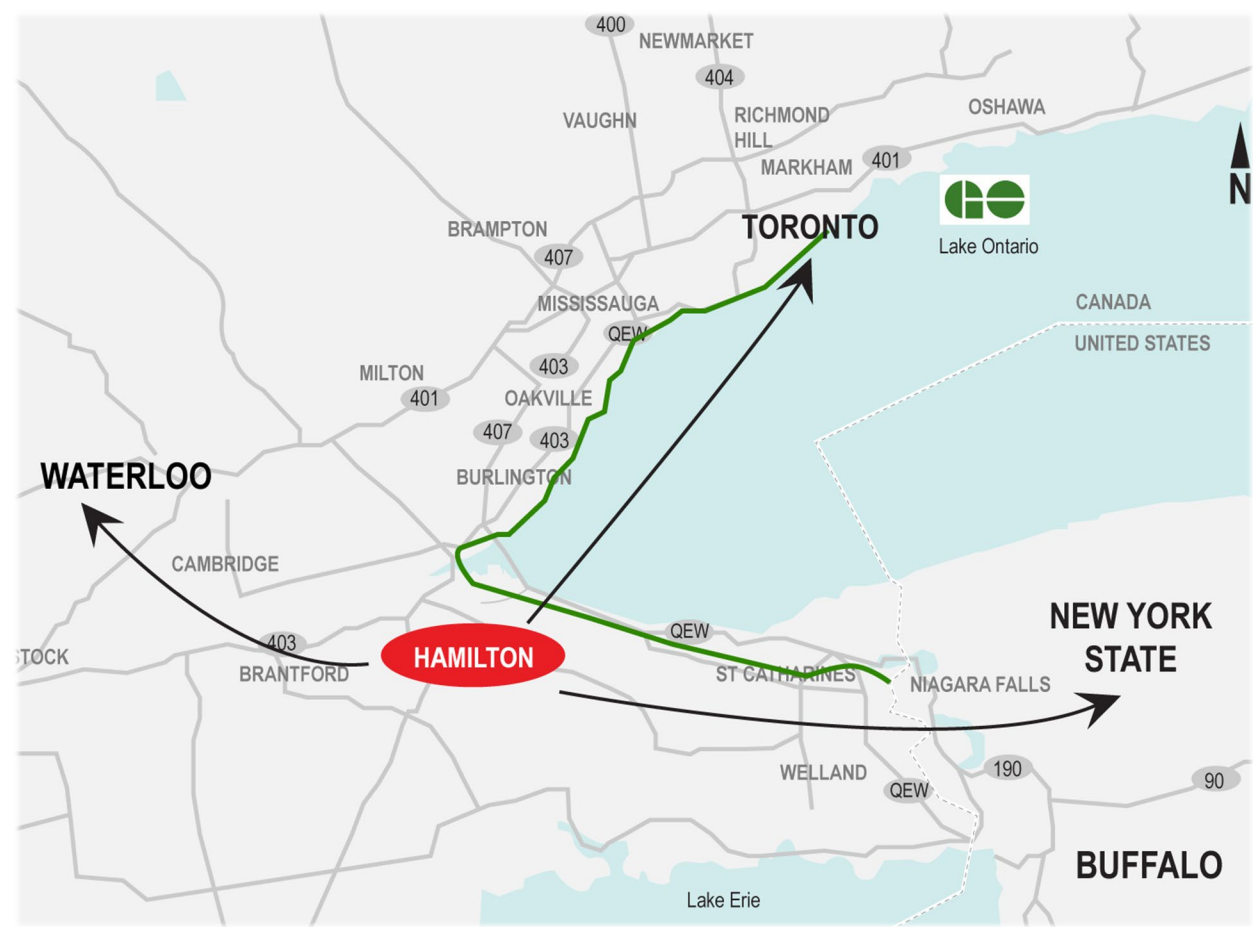 400
NEWMARKET
404
OSHAWA
VAUGHN
RICHMOND
HILL
MARKHAM
401
N
GO
Lake Ontario
TORONTO
BRAMPTON
407
CANADA
UNITED STATES
MISSISSAUGA
QEW
403
MILTON
401
OAKVILLE
407
403
WATERLOO
BURLINGTON
CAMBRIDGE
NEW YORK
STATE
QEW
403
STOCK
HAMILTON
BRANTFORD
ST CATHARINES
NIAGARA FALLS
WELLAND
190
90
QEW
BUFFALO
Lake Erie